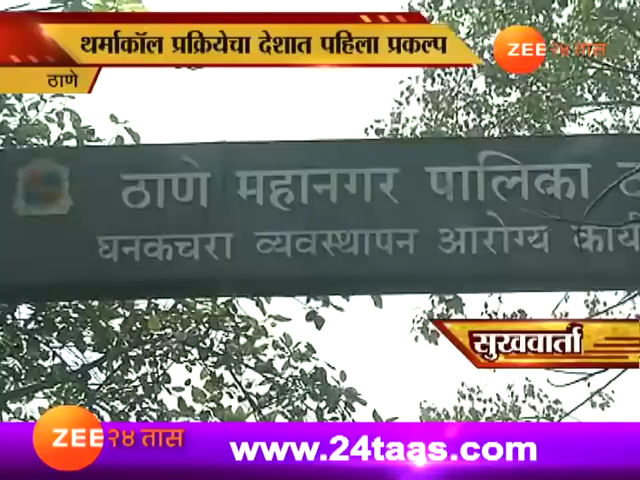 थर्माकॉल प्रक्रियेचा देशात पहिला प्रकल्प
ZEE २४ तास
ठाणे
ठाणे महानगर पालिका
घनकचरा व्यवस्थापन आरोग्य
सुखवार्ता
ZEE २४ तास
www.24taas.com